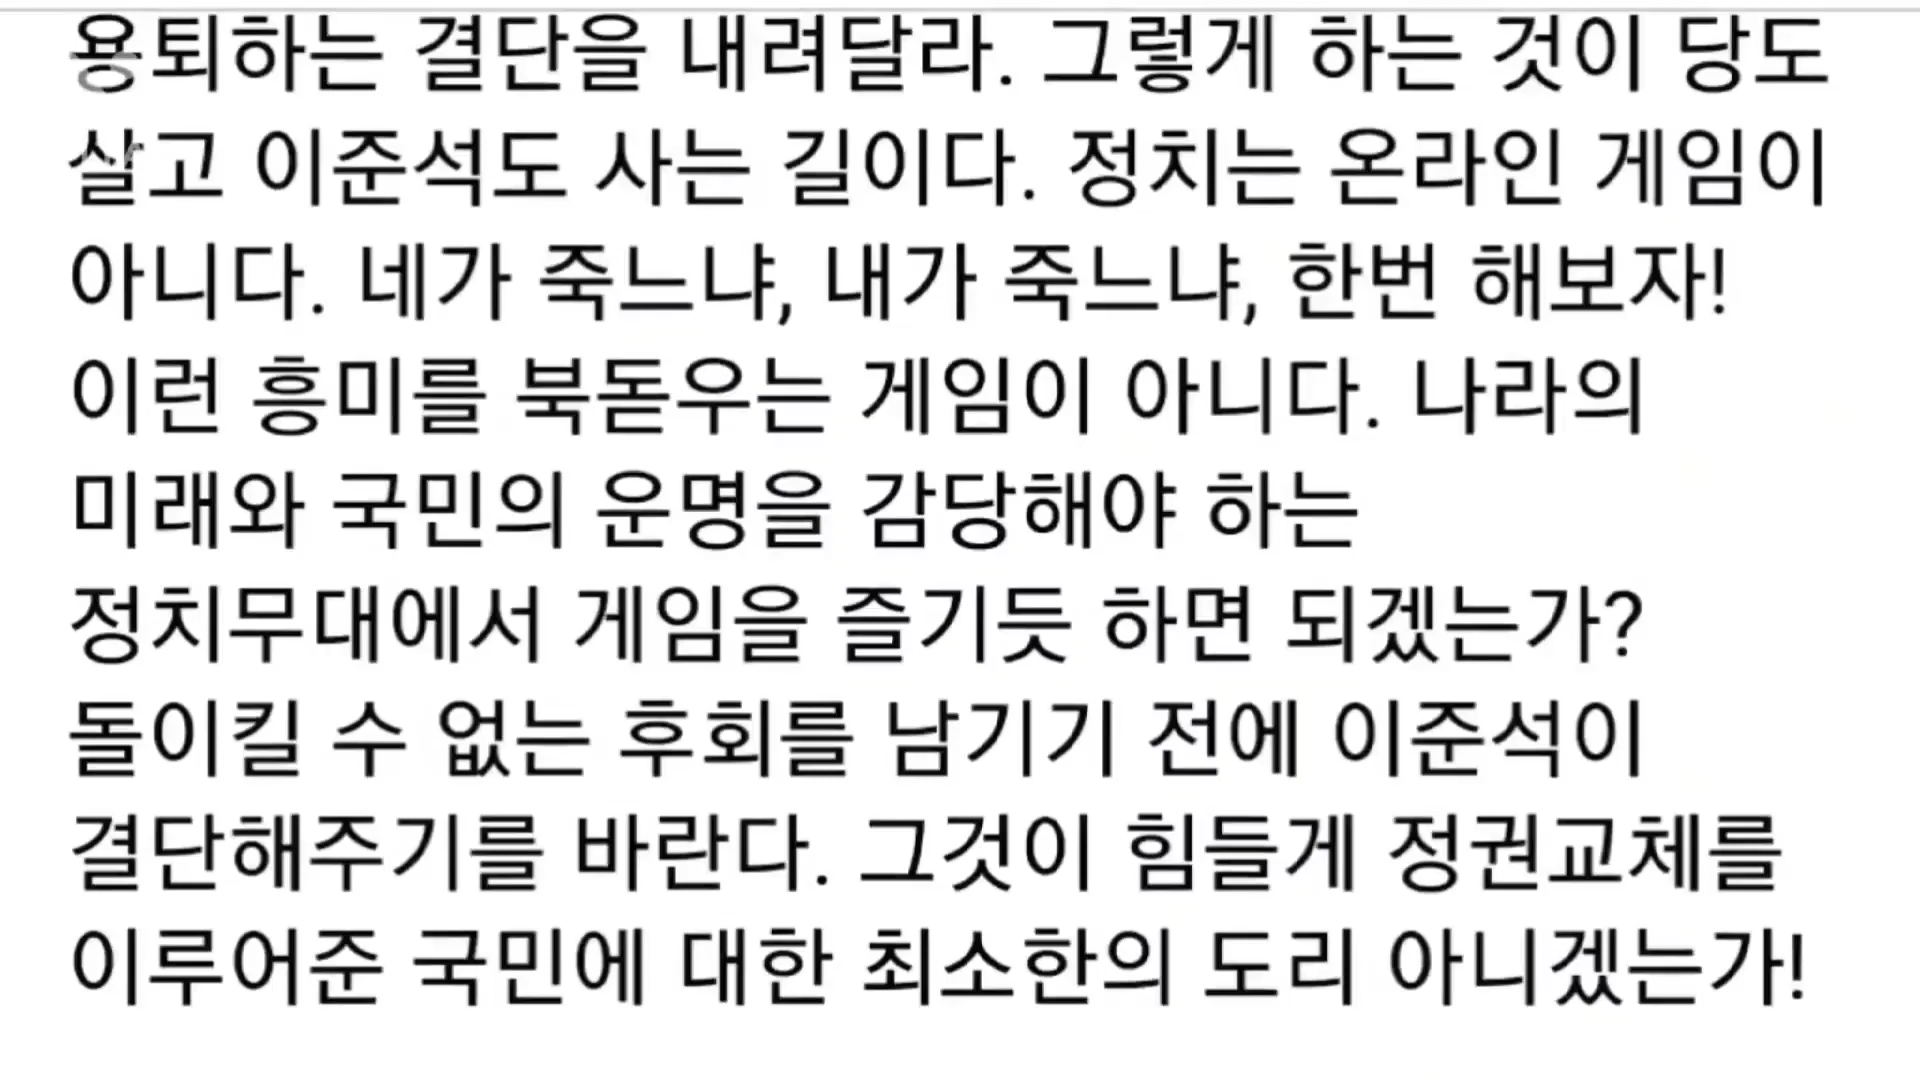 용퇴하는 결단을 내려달라. 그렇게 하는 것이 당도
살고 이준석도 사는 길이다. 정치는 온라인 게임이
아니다. 네가 죽느냐, 내가 죽느냐, 한번 해보자!
이런 흥미를 북돋우는 게임이 아니다. 나라의
미래와 국민의 운명을 감당해야 하는
정치무대에서 게임을 즐기듯 하면 되겠는가?
돌이킬 수 없는 후회를 남기기 전에 이준석이
결단해주기를 바란다. 그것이 힘들게 정권교체를
이루어준 국민에 대한 최소한의 도리 아니겠는가!